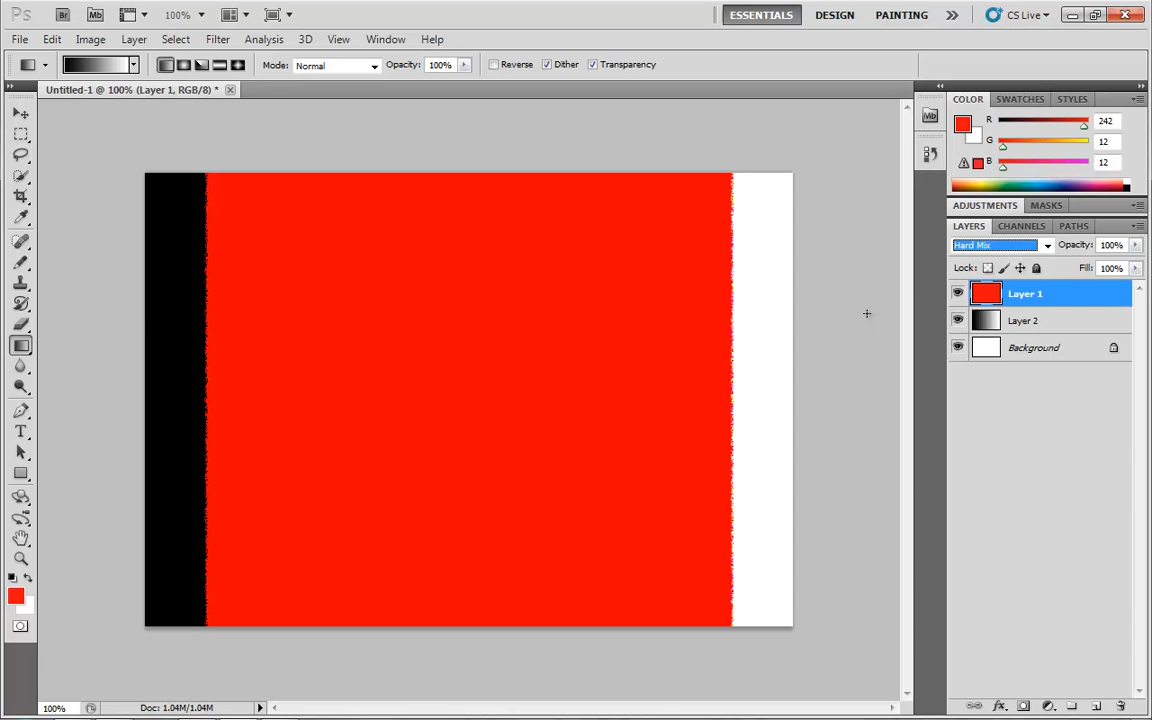 Ps Br Mb 100% ESSENTIALS DESIGN PAINTING CS Live
File Edit Image Layer Select Filter Analysis 3D View Window Help
Mode: Normal Opacity: 100% Reverse Dither Transparency
Untitled-1 @ 100% (Layer 1, RGB/8) *
COLOR SWATCHES STYLES
Mb
R 242
G 12
B 12
ADJUSTMENTS MASKS
LAYERS CHANNELS PATHS
Hard Mix Opacity: 100%
Lock: Fill: 100%
Layer 1
Layer 2
Background
T
100% Doc: 1.04M/1.04M
fx